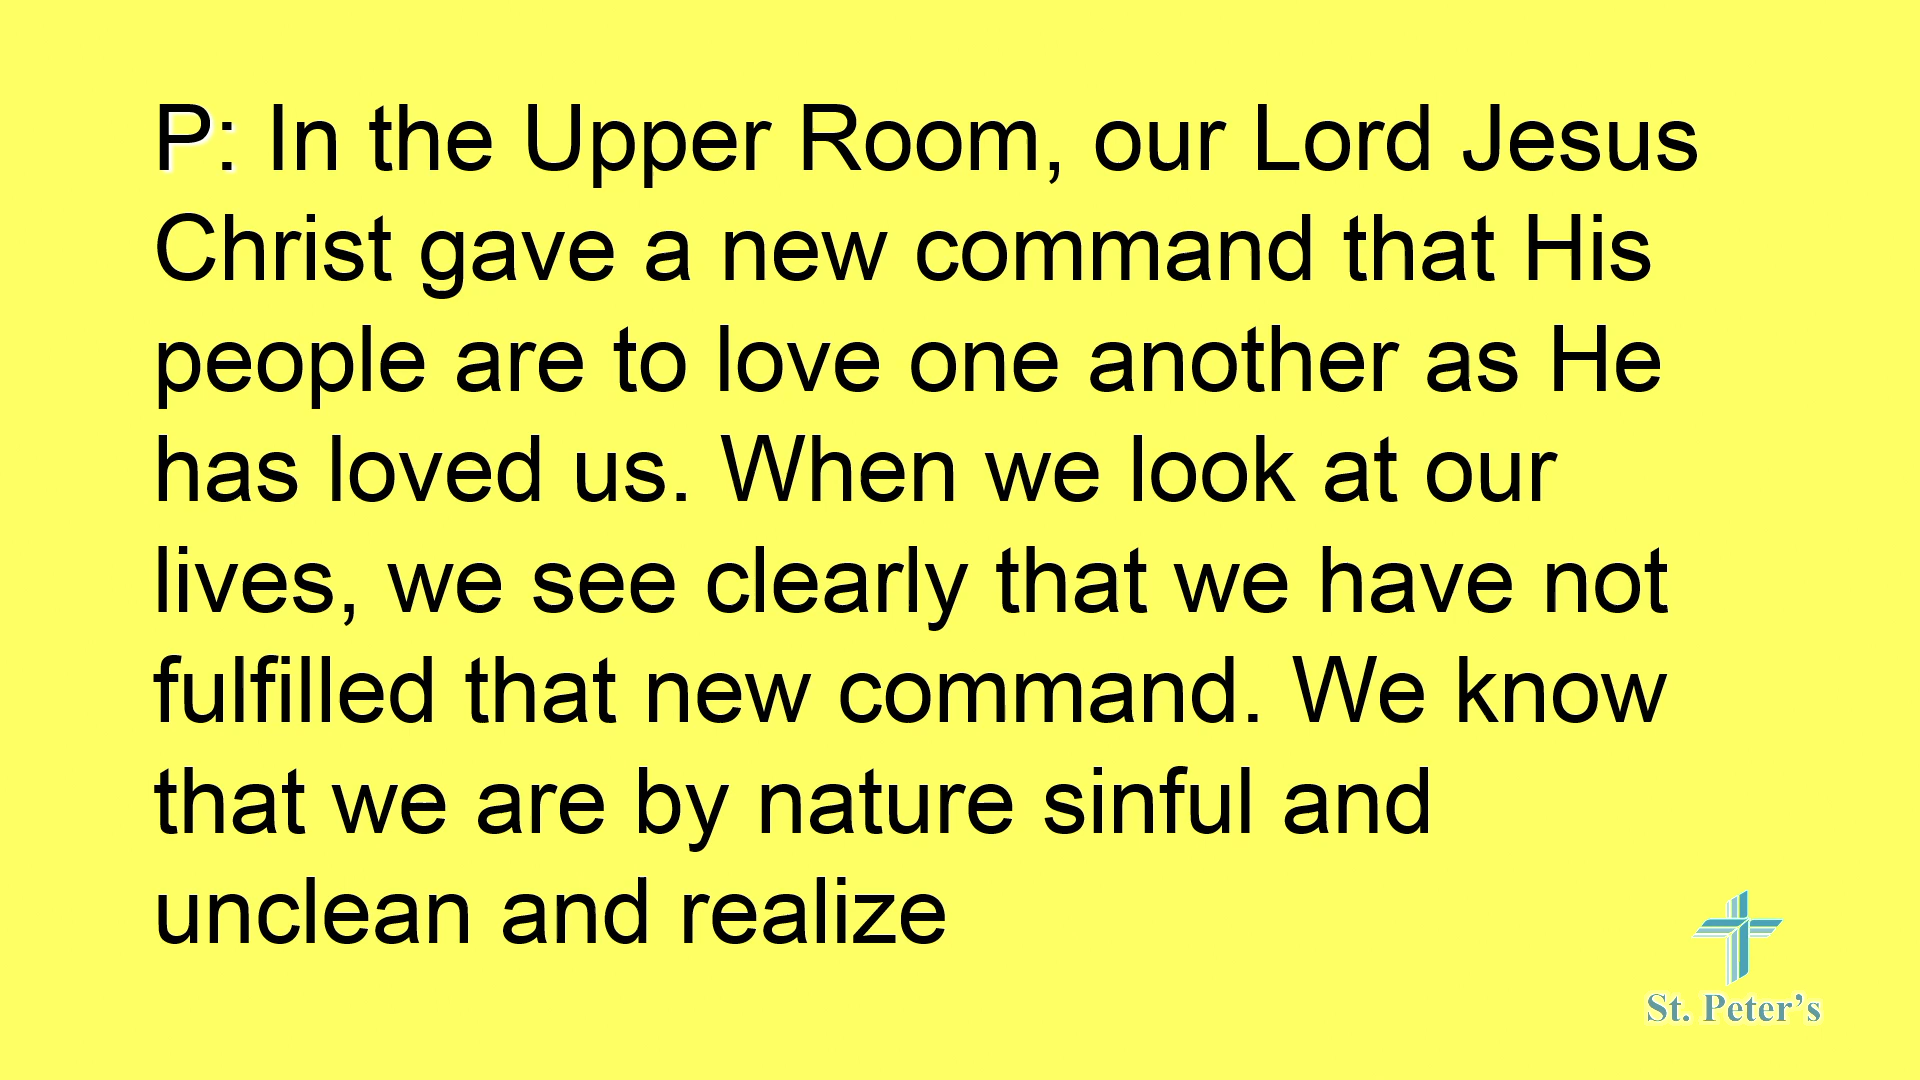 P: In the Upper Room, our Lord Jesus
Christ gave a new command that His
people are to love one another as He
has loved us. When we look at our
lives, we see clearly that we have not
fulfilled that new command. We know
that we are by nature sinful and
unclean and realize
St. Peter’s